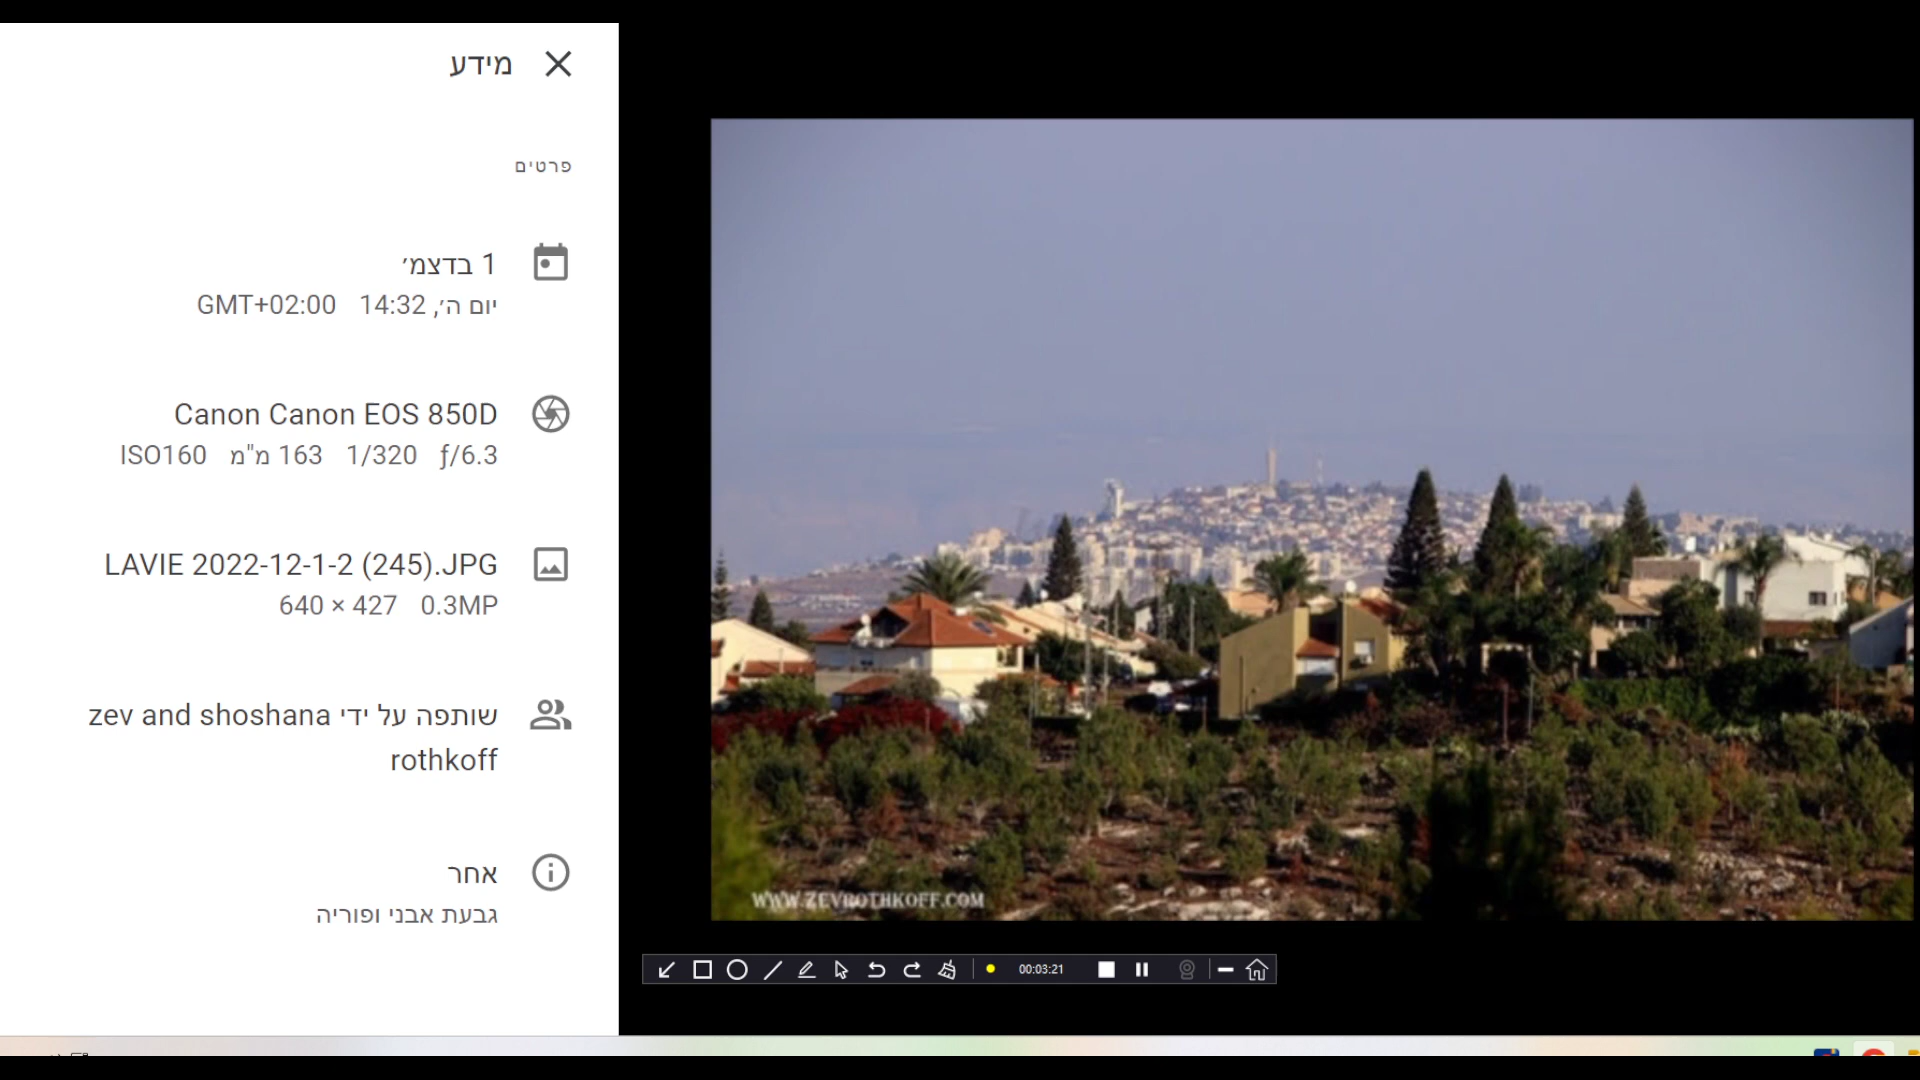 מידע
פרטים
1 בדצמ׳
יום ה׳, 14:32 GMT+02:00
Canon Canon EOS 850D
ƒ/6.3 1/320 163 מ"מ ISO160
LAVIE 2022-12-1-2 (245).JPG
640 × 427 0.3MP
שותפה על ידי zev and shoshana
rothkoff
אחר
גבעת אבני ופוריה
WWW.ZEVROTHKOFF.COM
00:03:21